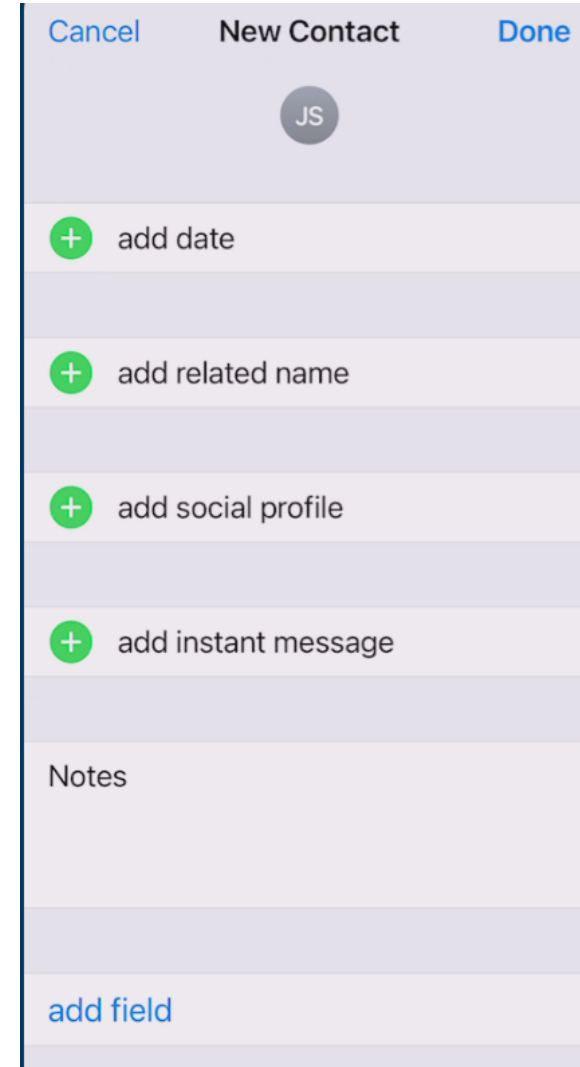 Cancel New Contact Done
JS
add date
add related name
add social profile
add instant message
Notes
add field